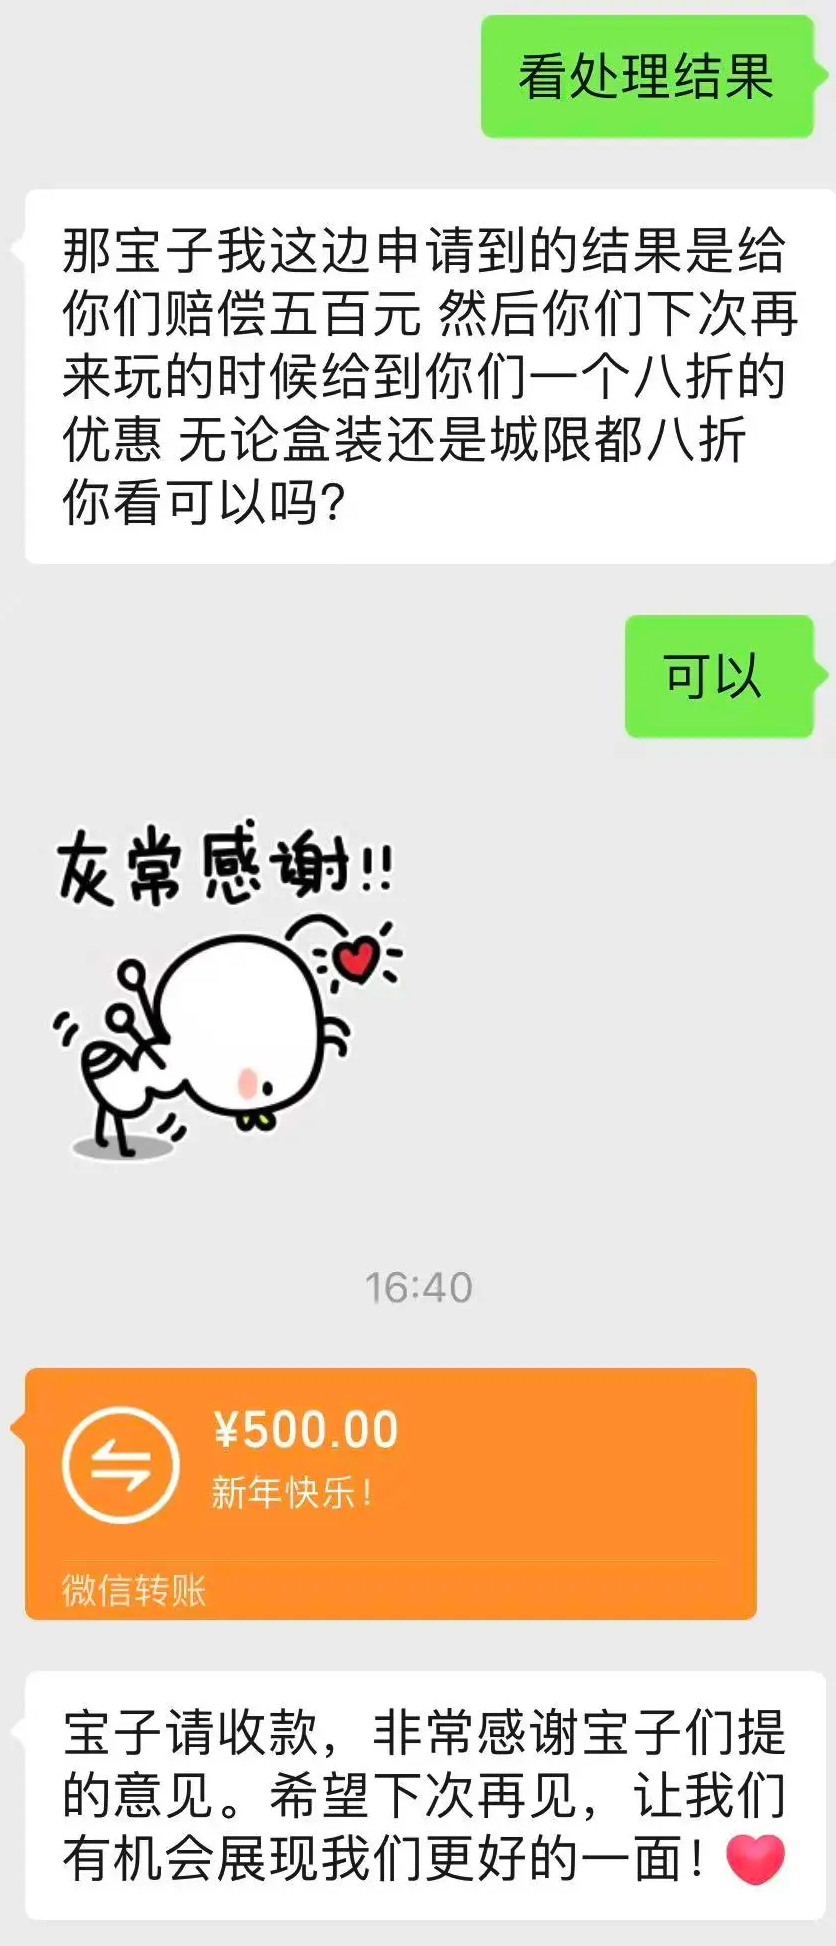 看处理结果
那宝子我这边申请到的结果是给
你们赔偿五百元 然后你们下次再
来玩的时候给到你们一个八折的
优惠 无论盒装还是城限都八折
你看可以吗?
可以
灰常感谢!!
16:40
¥500.00
新年快乐!
微信转账
宝子请收款，非常感谢宝子们提
的意见。希望下次再见，让我们
有机会展现我们更好的一面！❤